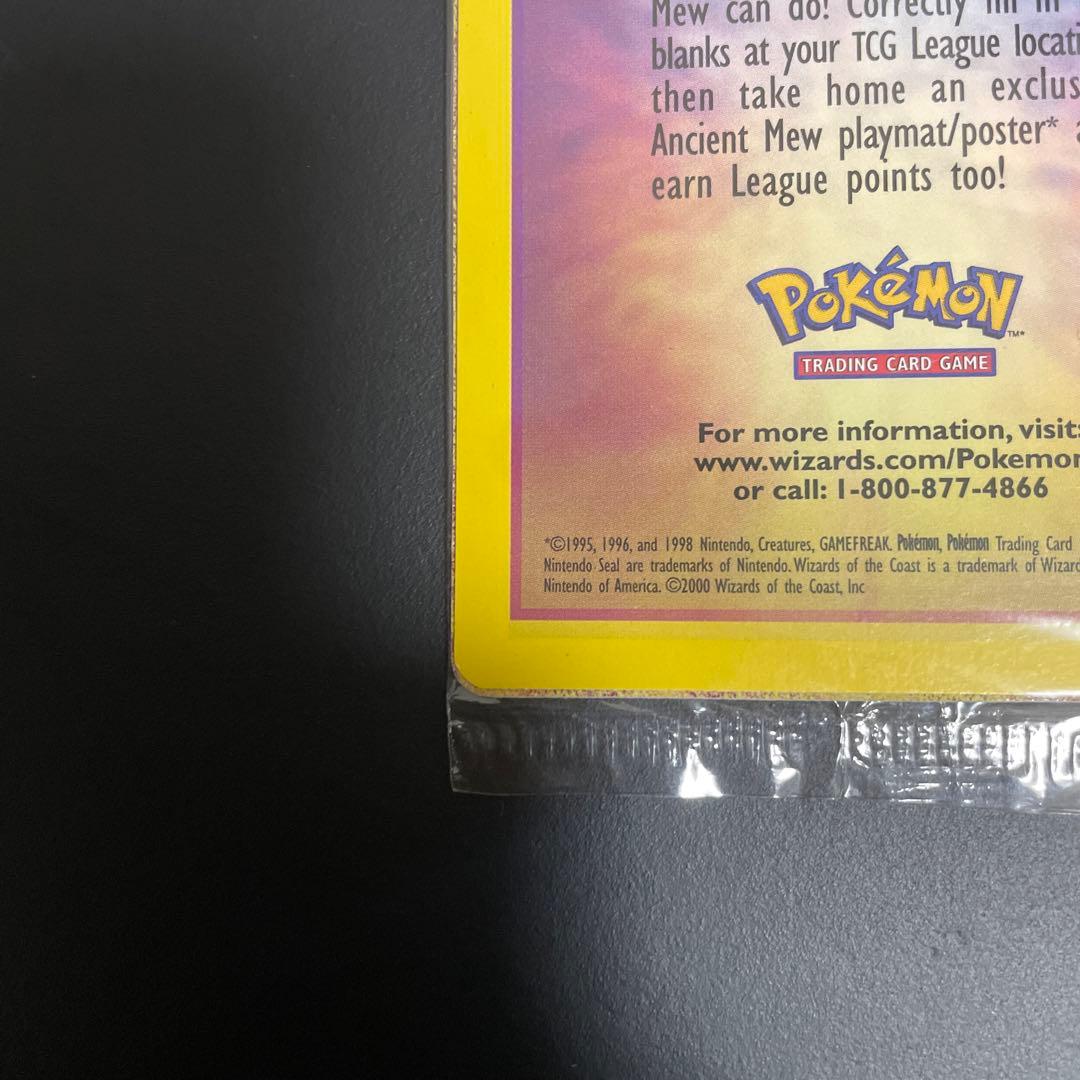 Mew can do! Correctly fill in
blanks at your TCG League locati
then take home an exclus
Ancient Mew playmat/poster* a
earn League points too!
POKéMON
™*
TRADING CARD GAME
For more information, visit:
www.wizards.com/Pokemon
or call: 1-800-877-4866
*©1995, 1996, and 1998 Nintendo, Creatures, GAMEFREAK. Pokémon, Pokémon Trading Card
Nintendo Seal are trademarks of Nintendo. Wizards of the Coast is a trademark of Wizard
Nintendo of America. ©2000 Wizards of the Coast, Inc